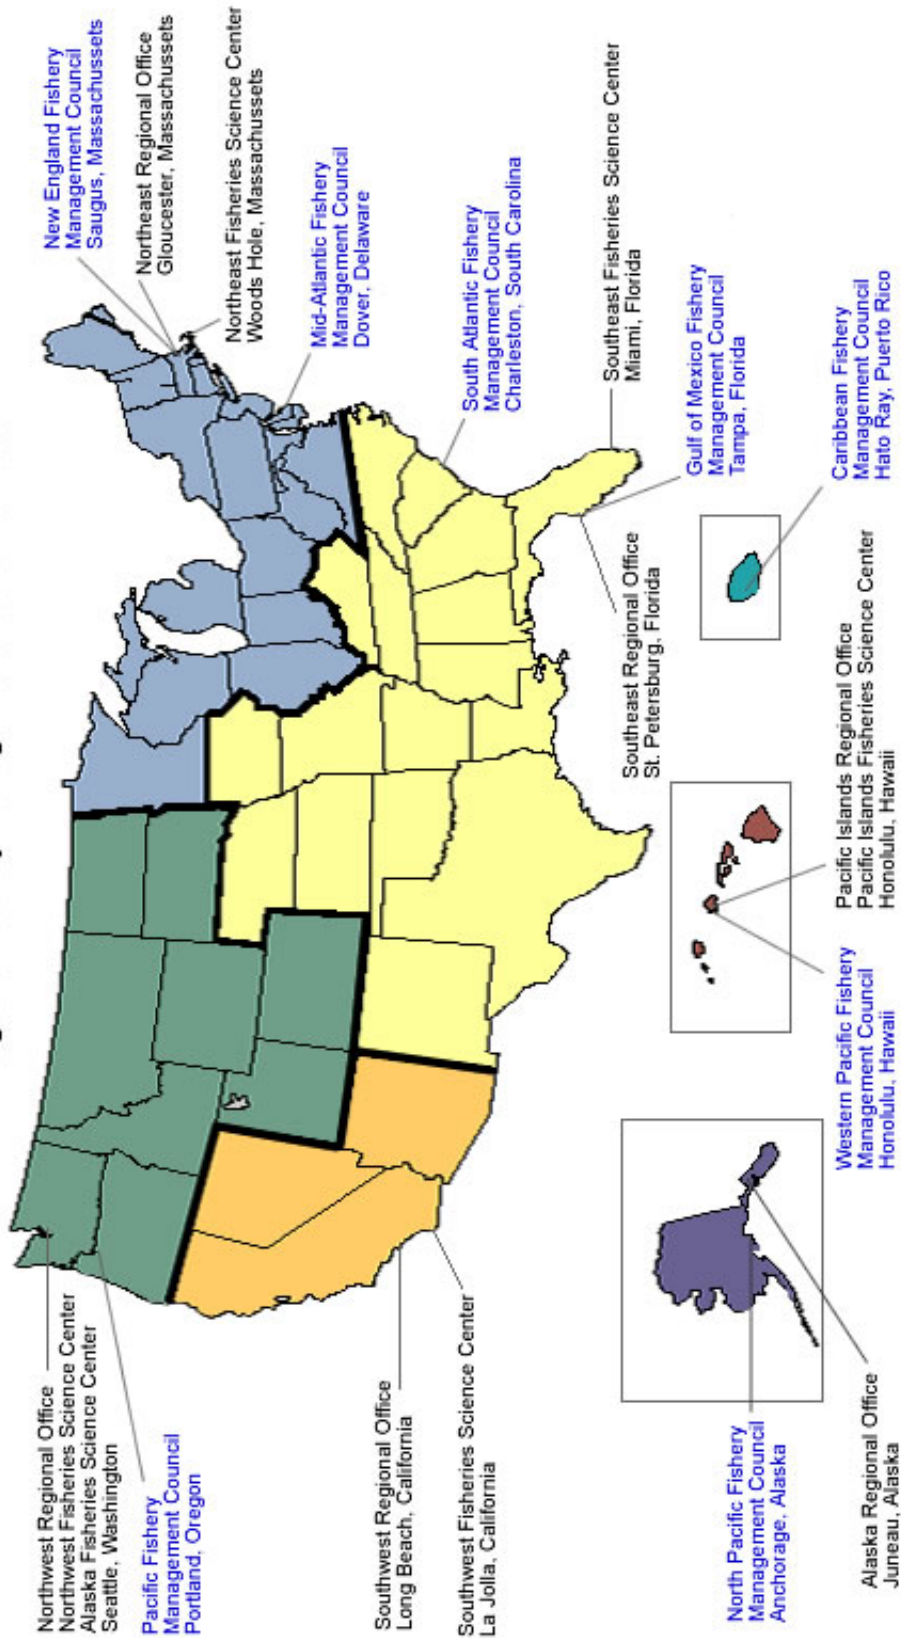 Northwest Regional Office
Northwest Fisheries Science Center
Alaska Fisheries Science Center
Seattle, Washington
Pacific Fishery
Management Council
Portland, Oregon
Southwest Regional Office
Long Beach, California
Southwest Fisheries Science Center
La Jolla, California
North Pacific Fishery
Management Council
Anchorage, Alaska
Alaska Regional Office
Juneau, Alaska
Western Pacific Fishery
Management Council
Honolulu, Hawaii
Pacific Islands Regional Office
Pacific Islands Fisheries Science Center
Honolulu, Hawaii
Southeast Regional Office
St. Petersburg, Florida
Caribbean Fishery
Management Council
Hato Ray, Puerto Rico
Gulf of Mexico Fishery
Management Council
Tampa, Florida
Southeast Fisheries Science Center
Miami, Florida
South Atlantic Fishery
Management Council
Charleston, South Carolina
Mid-Atlantic Fishery
Management Council
Dover, Delaware
Northeast Fisheries Science Center
Woods Hole, Massachussets
Northeast Regional Office
Gloucester, Massachussets
New England Fishery
Management Council
Saugus, Massachussets